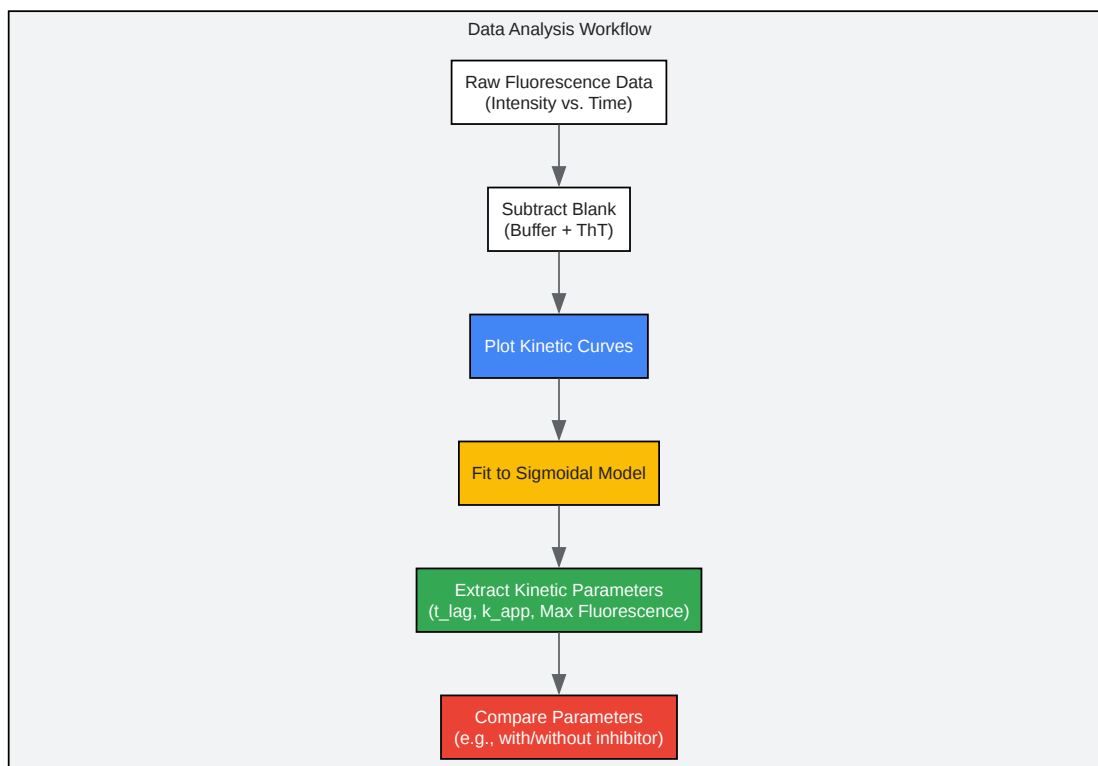 Data Analysis Workflow
Raw Fluorescence Data
(Intensity vs. Time)
Subtract Blank
(Buffer + ThT)
Plot Kinetic Curves
Fit to Sigmoidal Model
Extract Kinetic Parameters
(t_lag, k_app, Max Fluorescence)
Compare Parameters
(e.g., with/without inhibitor)